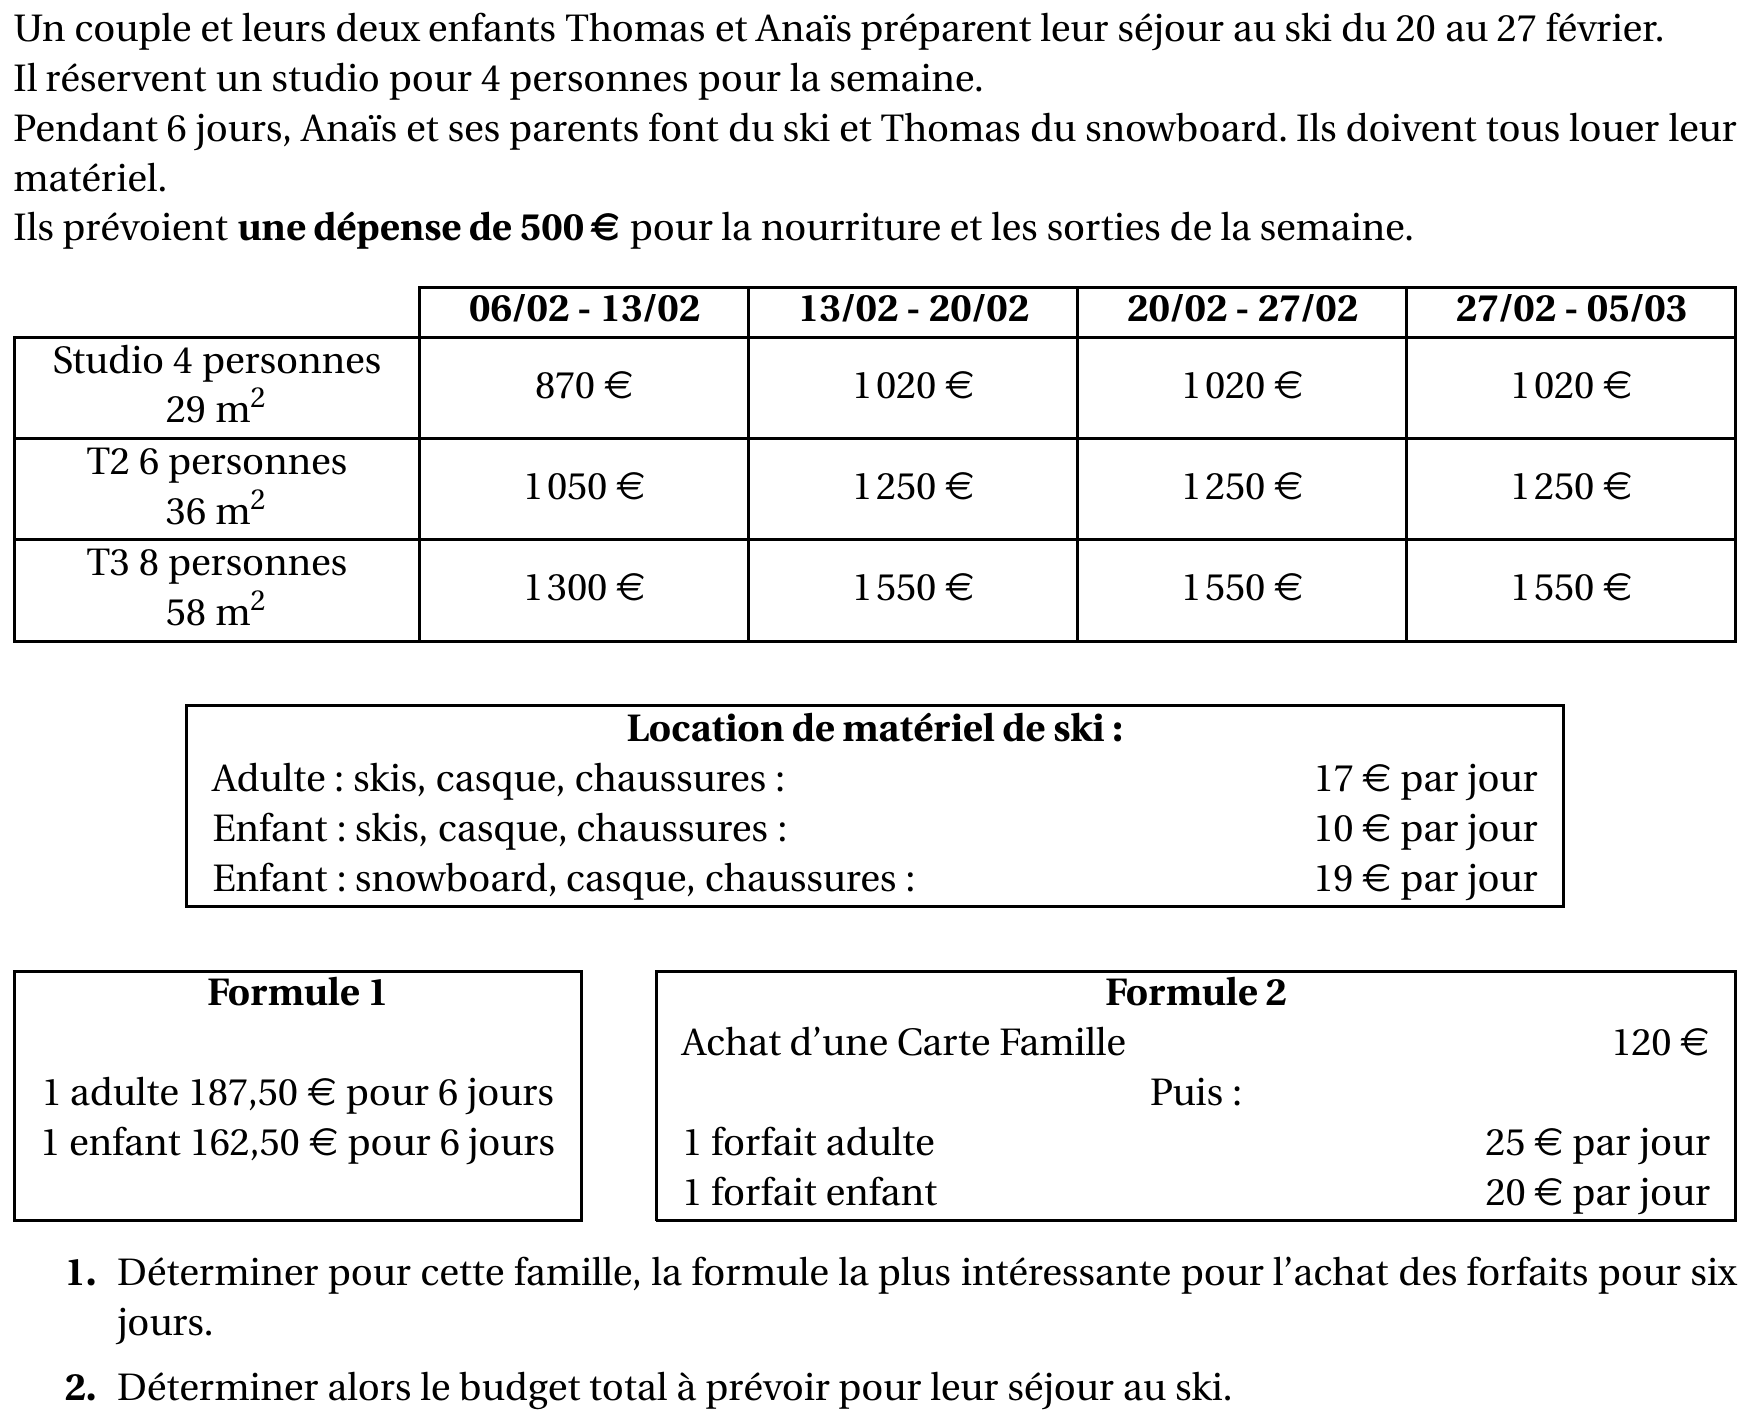 Un couple et leurs deux enfants Thomas et Anaïs préparent leur séjour au ski du 20 au 27 février.
Il réservent un studio pour 4 personnes pour la semaine.
Pendant 6 jours, Anaïs et ses parents font du ski et Thomas du snowboard. Ils doivent tous louer leur
matériel.
Ils prévoient une dépense de 500 € pour la nourriture et les sorties de la semaine.
06/02 - 13/02 13/02 - 20/02 20/02 - 27/02 27/02 - 05/03
Studio 4 personnes
29 m² 870 € 1 020 € 1 020 € 1 020 €
T2 6 personnes
36 m² 1 050 € 1 250 € 1 250 € 1 250 €
T3 8 personnes
58 m² 1 300 € 1 550 € 1 550 € 1 550 €
Location de matériel de ski :
Adulte : skis, casque, chaussures : 17 € par jour
Enfant : skis, casque, chaussures : 10 € par jour
Enfant : snowboard, casque, chaussures : 19 € par jour
Formule 1
1 adulte 187,50 € pour 6 jours
1 enfant 162,50 € pour 6 jours
Formule 2
Achat d'une Carte Famille 120 €
Puis :
1 forfait adulte 25 € par jour
1 forfait enfant 20 € par jour
1. Déterminer pour cette famille, la formule la plus intéressante pour l'achat des forfaits pour six
jours.
2. Déterminer alors le budget total à prévoir pour leur séjour au ski.